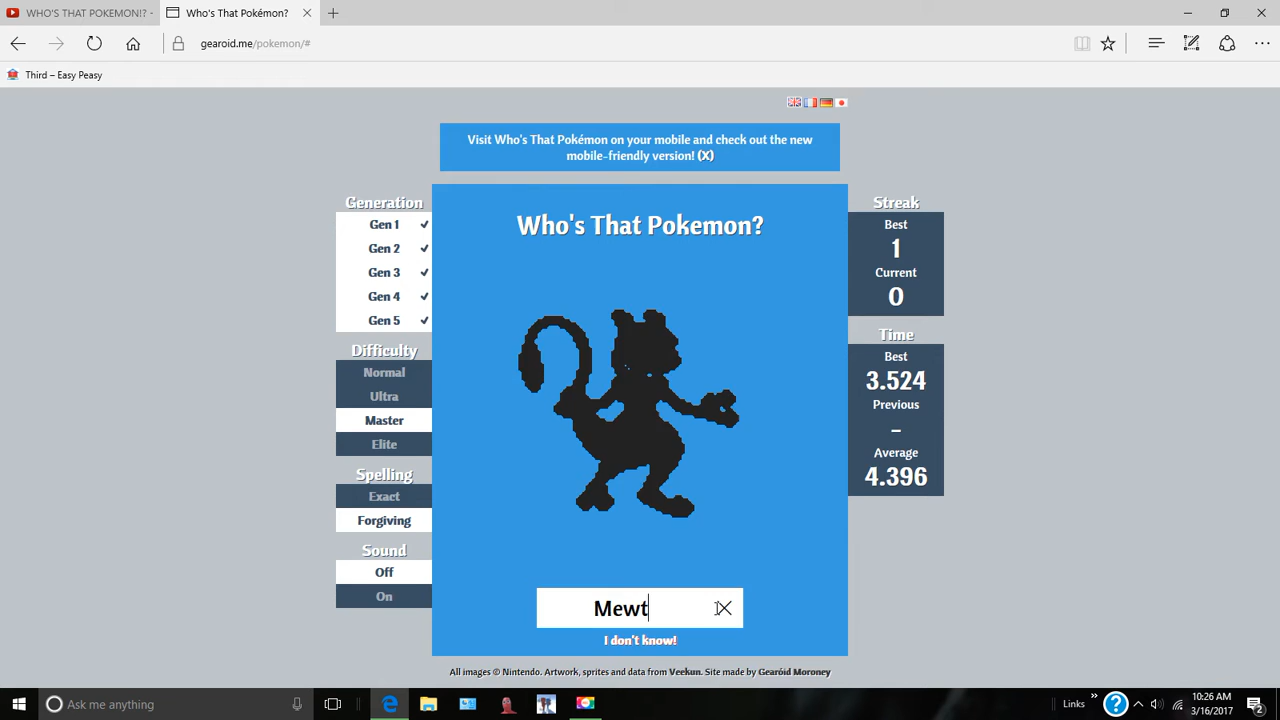 WHO'S THAT POKEMON!? -
Who's That Pokémon?
gearoid.me/pokemon/#
Third – Easy Peasy
Visit Who's That Pokémon on your mobile and check out the new
mobile-friendly version! (X)
Generation
Gen 1 ✓
Gen 2 ✓
Gen 3 ✓
Gen 4 ✓
Gen 5 ✓
Difficulty
Normal
Ultra
Master
Elite
Spelling
Exact
Forgiving
Sound
Off
On
Who's That Pokemon?
Mewt
I don't know!
Streak
Best
1
Current
0
Time
Best
3.524
Previous
–
Average
4.396
All images © Nintendo. Artwork, sprites and data from Veekun. Site made by Gearóid Moroney
Ask me anything
Links
10:26 AM
3/16/2017
2